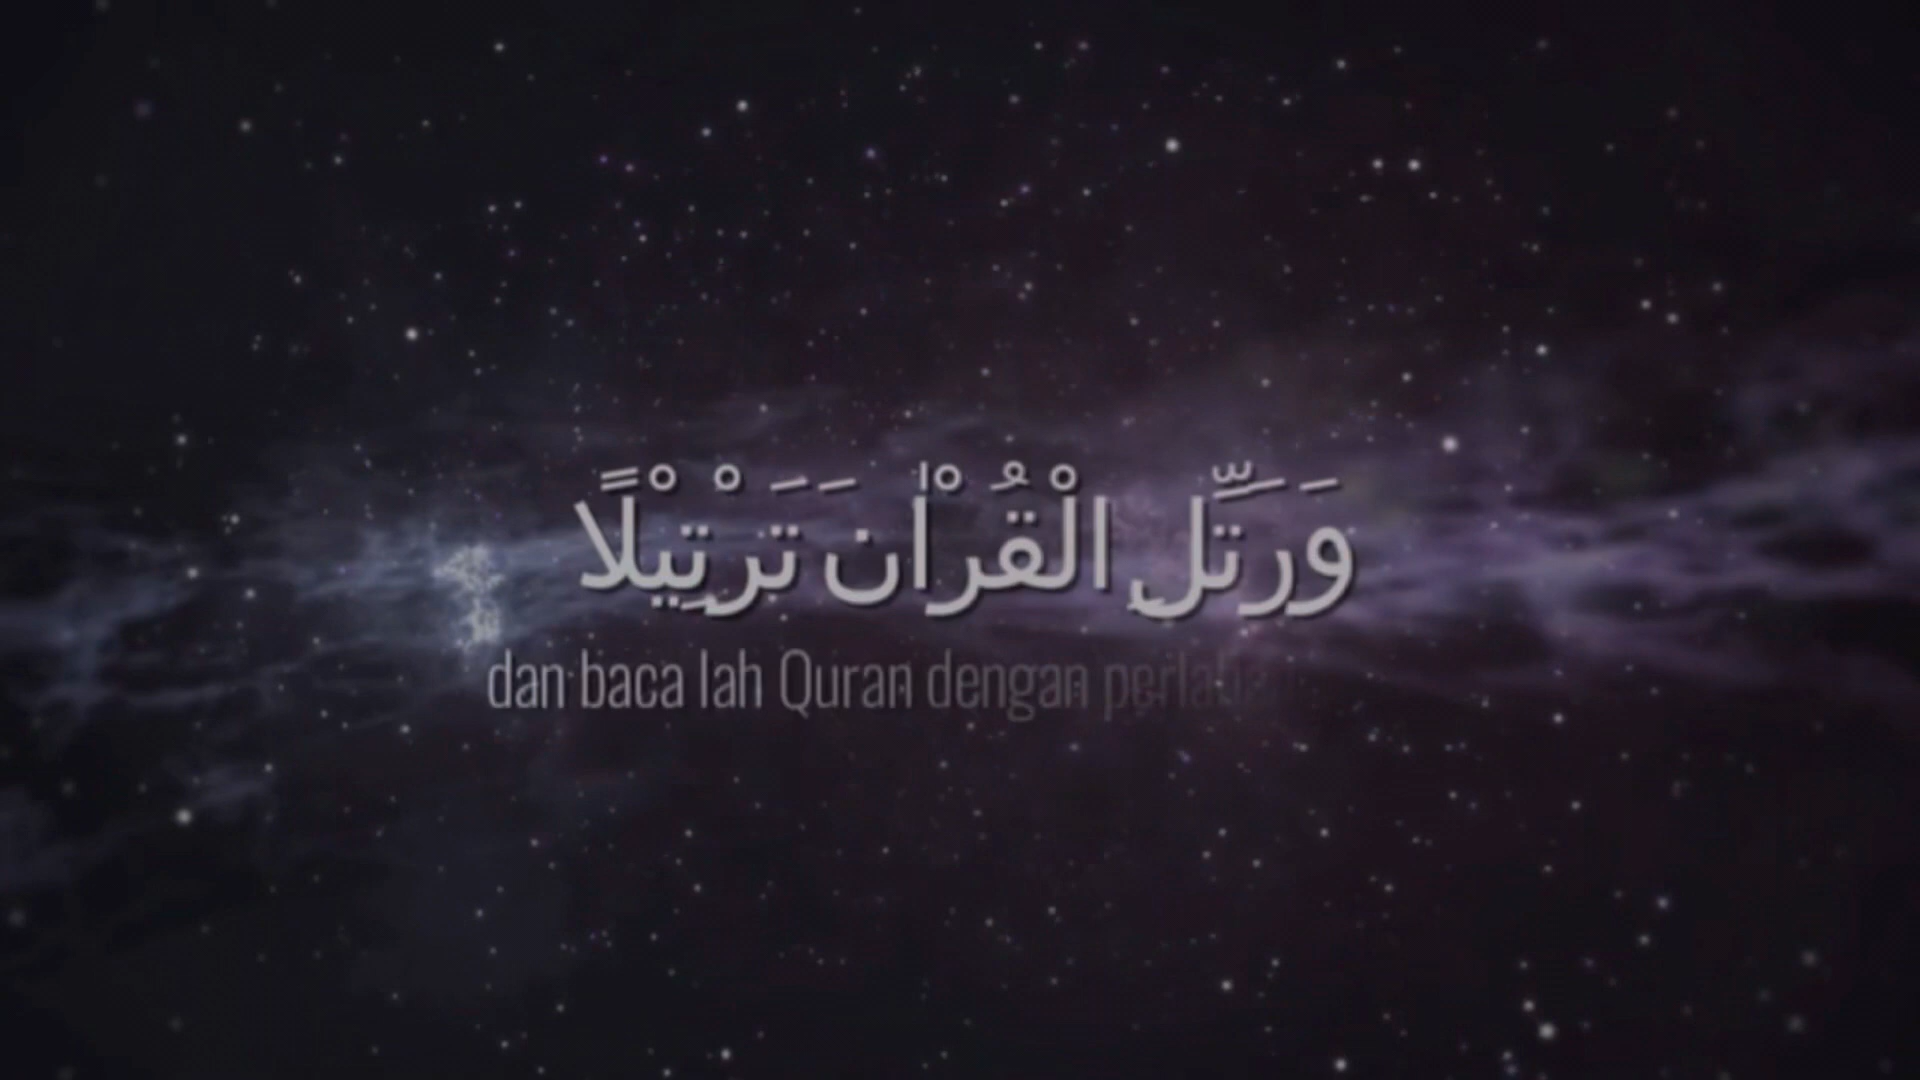 وَرَتِّلِ الْقُرْاٰنَ تَرْتِيْلًا
dan baca lah Quran dengan